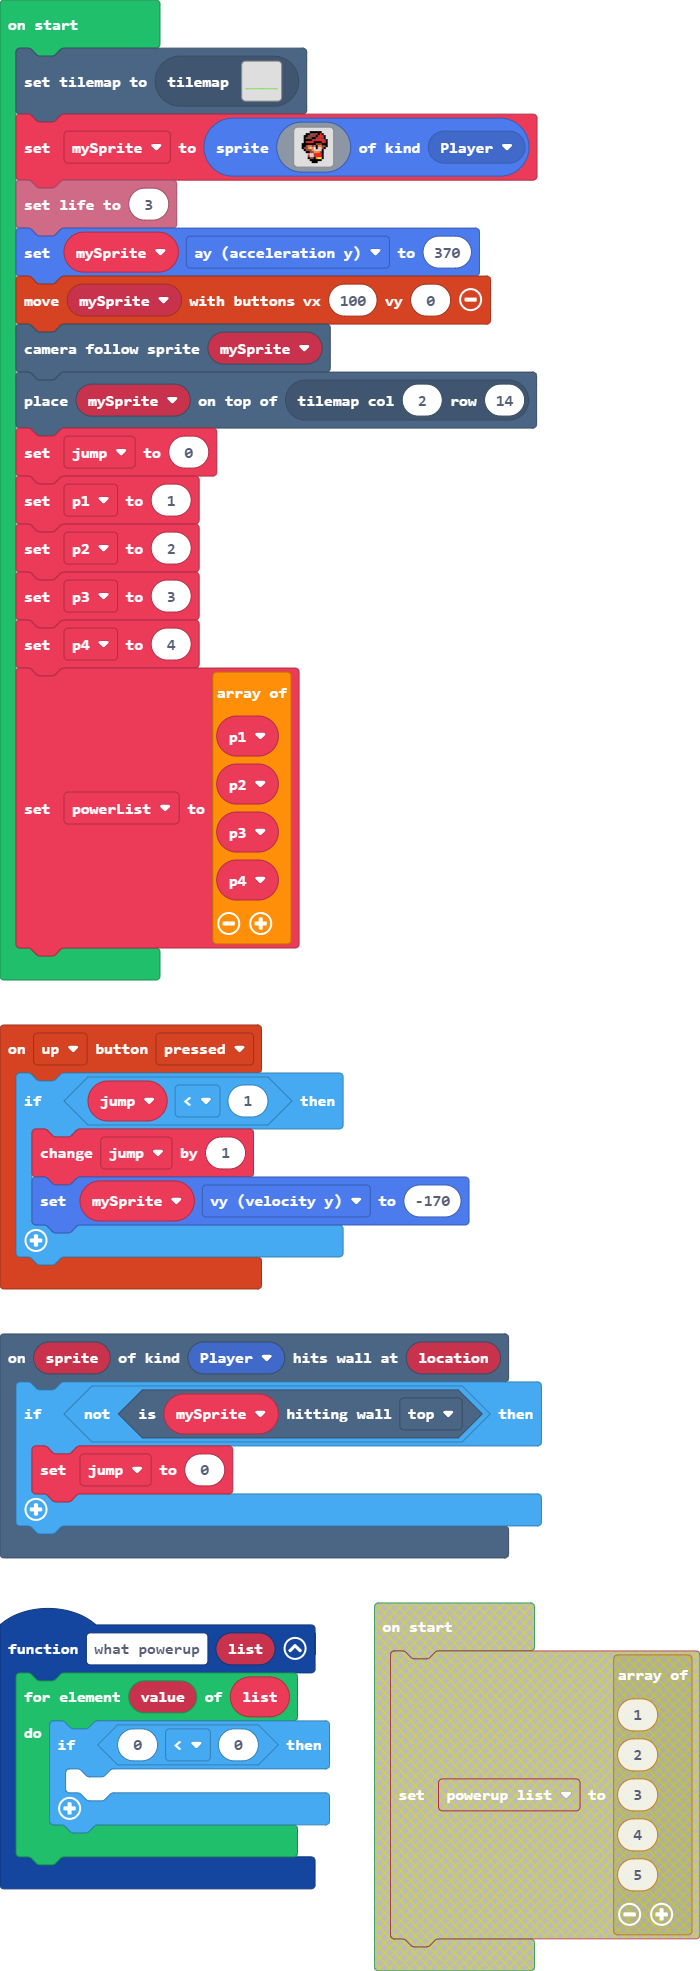 on start
set tilemap to tilemap
set mySprite to sprite of kind Player
set life to 3
set mySprite ay (acceleration y) to 370
move mySprite with buttons vx 100 vy 0
camera follow sprite mySprite
place mySprite on top of tilemap col 2 row 14
set jump to 0
set p1 to 1
set p2 to 2
set p3 to 3
set p4 to 4
array of
p1
p2
set powerList to
p3
p4
on up button pressed
if jump < 1 then
change jump by 1
set mySprite vy (velocity y) to -170
on sprite of kind Player hits wall at location
if not is mySprite hitting wall top then
set jump to 0
function what powerup list
for element value of list
do if 0 < 0 then
on start
array of
1
2
set powerup list to 3
4
5